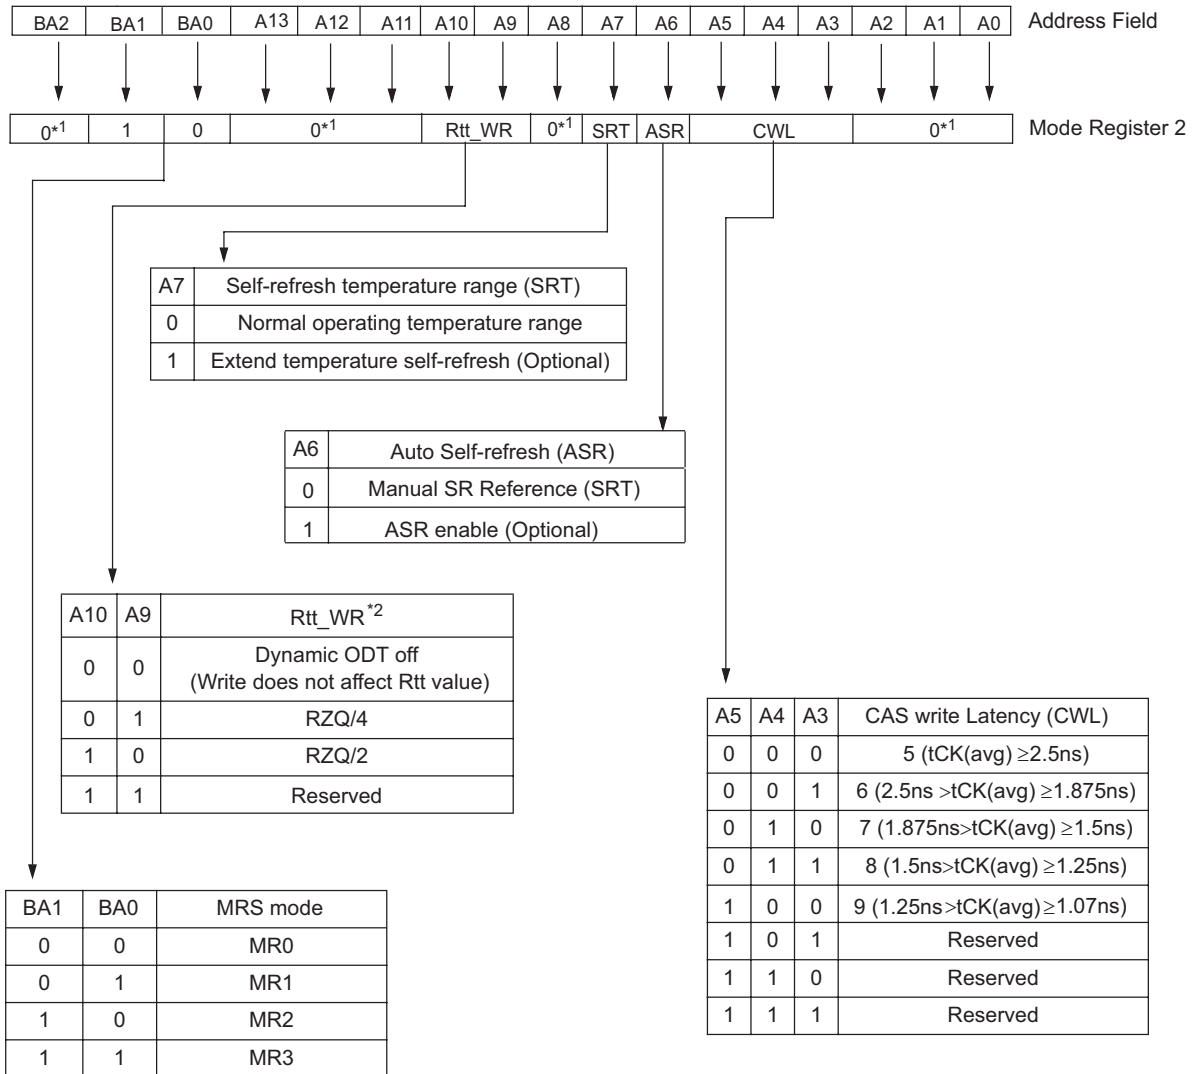 BA2 BA1 BA0 A13 A12 A11 A10 A9 A8 A7 A6 A5 A4 A3 A2 A1 A0 Address Field
0*1 1 0 0*1 Rtt_WR 0*1 SRT ASR CWL 0*1 Mode Register 2
A7 Self-refresh temperature range (SRT)
0 Normal operating temperature range
1 Extend temperature self-refresh (Optional)
A6 Auto Self-refresh (ASR)
0 Manual SR Reference (SRT)
1 ASR enable (Optional)
A10 A9 Rtt_WR*2
0 0 Dynamic ODT off
(Write does not affect Rtt value)
0 1 RZQ/4
1 0 RZQ/2
1 1 Reserved
A5 A4 A3 CAS write Latency (CWL)
0 0 0 5 (tCK(avg) ≥2.5ns)
0 0 1 6 (2.5ns >tCK(avg) ≥1.875ns)
0 1 0 7 (1.875ns>tCK(avg) ≥1.5ns)
0 1 1 8 (1.5ns>tCK(avg) ≥1.25ns)
1 0 0 9 (1.25ns>tCK(avg)≥1.07ns)
1 0 1 Reserved
1 1 0 Reserved
1 1 1 Reserved
BA1 BA0 MRS mode
0 0 MR0
0 1 MR1
1 0 MR2
1 1 MR3